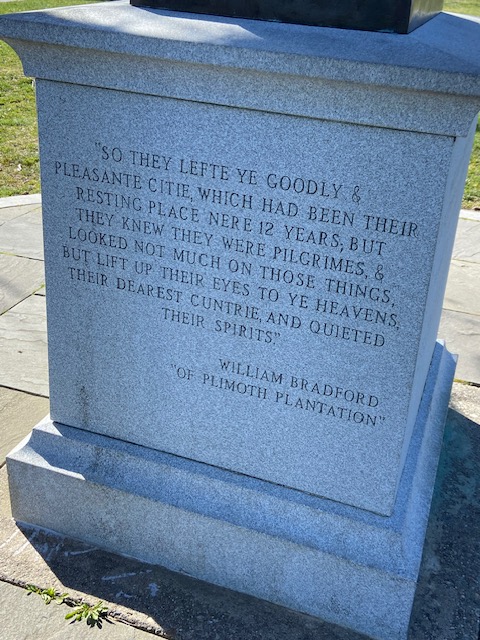 "SO THEY LEFTE YE GOODLY &
PLEASANTE CITIE, WHICH HAD BEEN THEIR
RESTING PLACE NERE 12 YEARS, BUT
THEY KNEW THEY WERE PILGRIMES, &
LOOKED NOT MUCH ON THOSE THINGS,
BUT LIFT UP THEIR EYES TO YE HEAVENS,
THEIR DEAREST CUNTRIE, AND QUIETED
THEIR SPIRITS."
WILLIAM BRADFORD
"OF PLIMOTH PLANTATION"